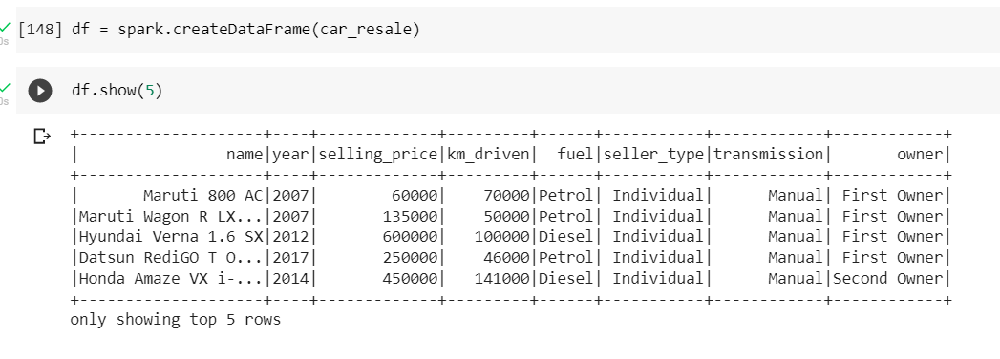 [148] df = spark.createDataFrame(car_resale)
0s
df.show(5)
0s
+--------------------+----+-------------+---------+------+-----------+------------+------------+
|                name|year|selling_price|km_driven|  fuel|seller_type|transmission|       owner|
+--------------------+----+-------------+---------+------+-----------+------------+------------+
|       Maruti 800 AC|2007|        60000|    70000|Petrol| Individual|      Manual| First Owner|
|Maruti Wagon R LX...|2007|       135000|    50000|Petrol| Individual|      Manual| First Owner|
|Hyundai Verna 1.6 SX|2012|       600000|   100000|Diesel| Individual|      Manual| First Owner|
|Datsun RediGO T O...|2017|       250000|    46000|Petrol| Individual|      Manual| First Owner|
|Honda Amaze VX i-...|2014|       450000|   141000|Diesel| Individual|      Manual|Second Owner|
+--------------------+----+-------------+---------+------+-----------+------------+------------+
only showing top 5 rows